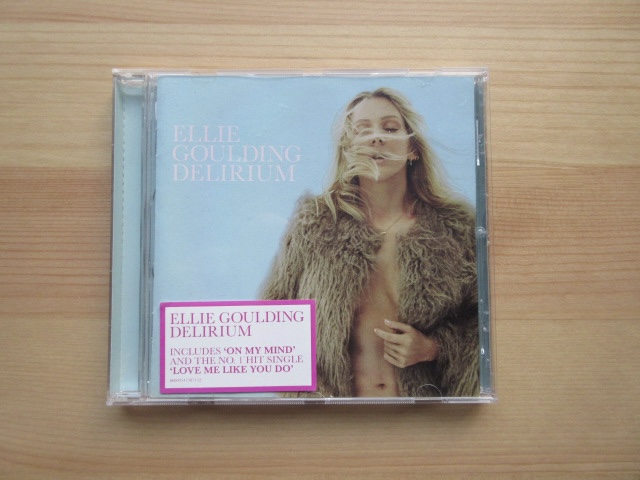 ELLIE
GOULDING
DELIRIUM
ELLIE GOULDING
DELIRIUM
INCLUDES ‘ON MY MIND’
AND THE NO. 1 HIT SINGLE
‘LOVE ME LIKE YOU DO’